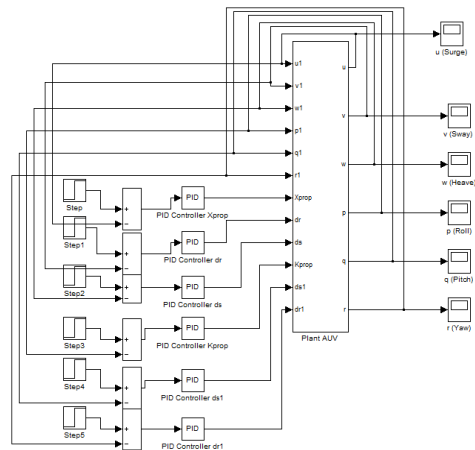 u (Surge)
u1
u
v1
w1
v
v (Sway)
p1
q1
w
w (Heave)
r1
PID
Step
PID Controller Xprop
Xprop
p
p (Roll)
Step1
PID
dr
PID Controller dr
ds
Step2
PID
q
q (Pitch)
PID Controller ds
Kprop
ds1
Step3
PID
r
r (Yaw)
PID Controller Kprop
dr1
Plant AUV
Step4
PID
PID Controller ds1
Step5
PID
PID Controller dr1